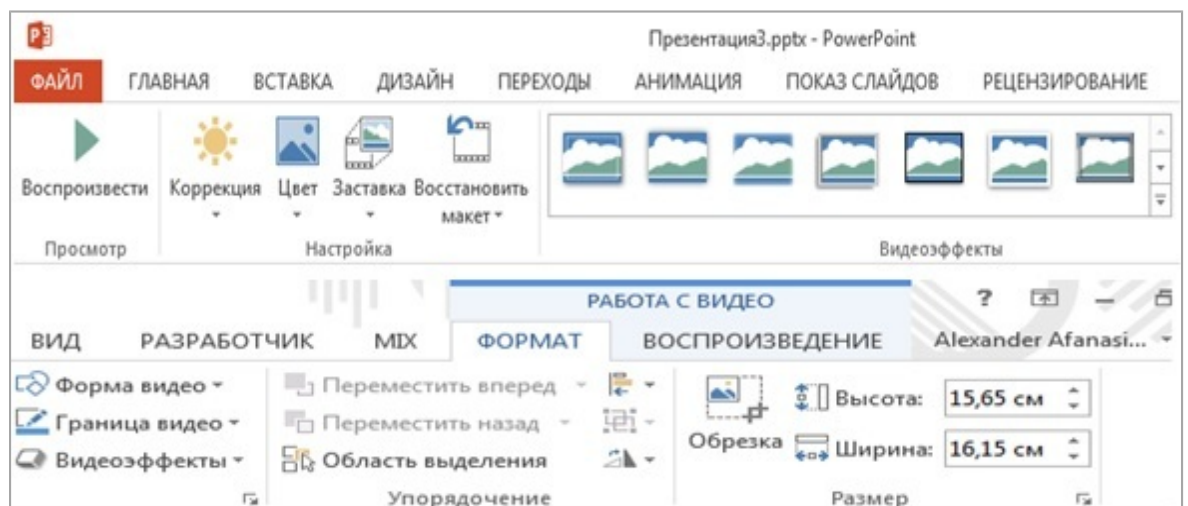 Презентация3.pptx - PowerPoint
ФАЙЛ ГЛАВНАЯ ВСТАВКА ДИЗАЙН ПЕРЕХОДЫ АНИМАЦИЯ ПОКАЗ СЛАЙДОВ РЕЦЕНЗИРОВАНИЕ
Воспроизвести Коррекция Цвет Заставка Восстановить
макет
Просмотр Настройка Видеоэффекты
РАБОТА С ВИДЕО ?
ВИД РАЗРАБОТЧИК MIX ФОРМАТ ВОСПРОИЗВЕДЕНИЕ Alexander Afanasi...
Форма видео Переместить вперед Высота: 15,65 см
Граница видео Переместить назад Обрезка Ширина: 16,15 см
Видеоэффекты Область выделения
Упорядочение Размер